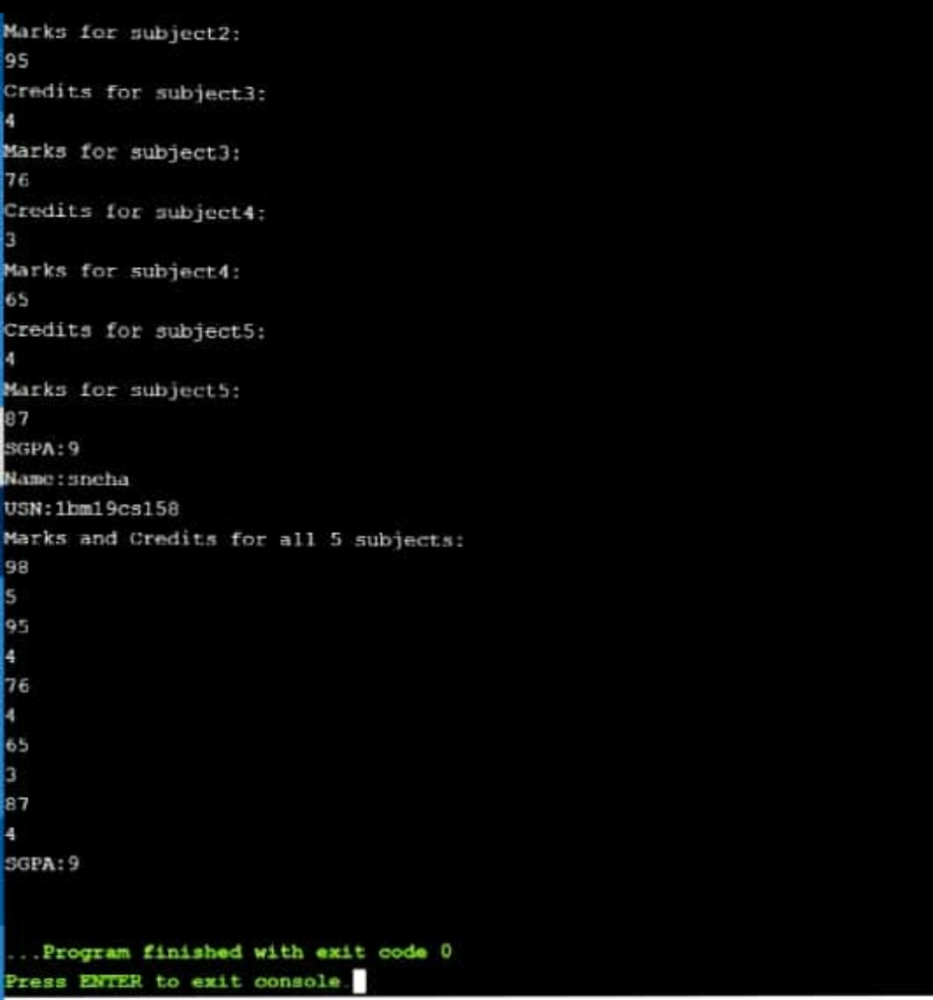 Marks for subject2:
95
Credits for subject3:
4
Marks for subject3:
76
Credits for subject4:
3
Marks for subject4:
65
Credits for subject5:
4
Marks for subject5:
87
SGPA:9
Name:sneha
USN:1bm19cs158
Marks and Credits for all 5 subjects:
98
5
95
4
76
4
65
3
87
4
SGPA:9
...Program finished with exit code 0
Press ENTER to exit console.